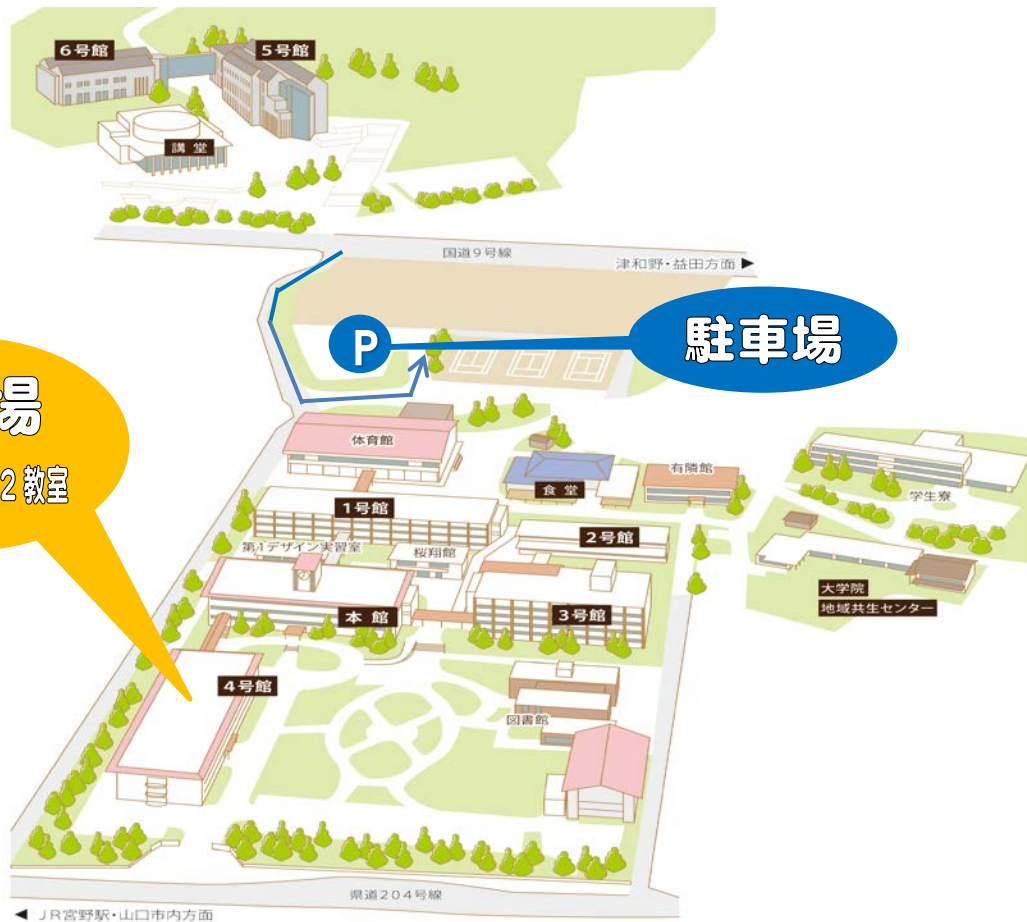 6号館
5号館
講堂
国道9号線
津和野・益田方面 ▶
P
駐車場
場
2教室
体育館
食堂
有隣館
学生寮
1号館
2号館
第1デザイン実習室
桜翔館
大学院
地域共生センター
本館
3号館
4号館
図書館
県道204号線
◀ JR宮野駅・山口市内方面